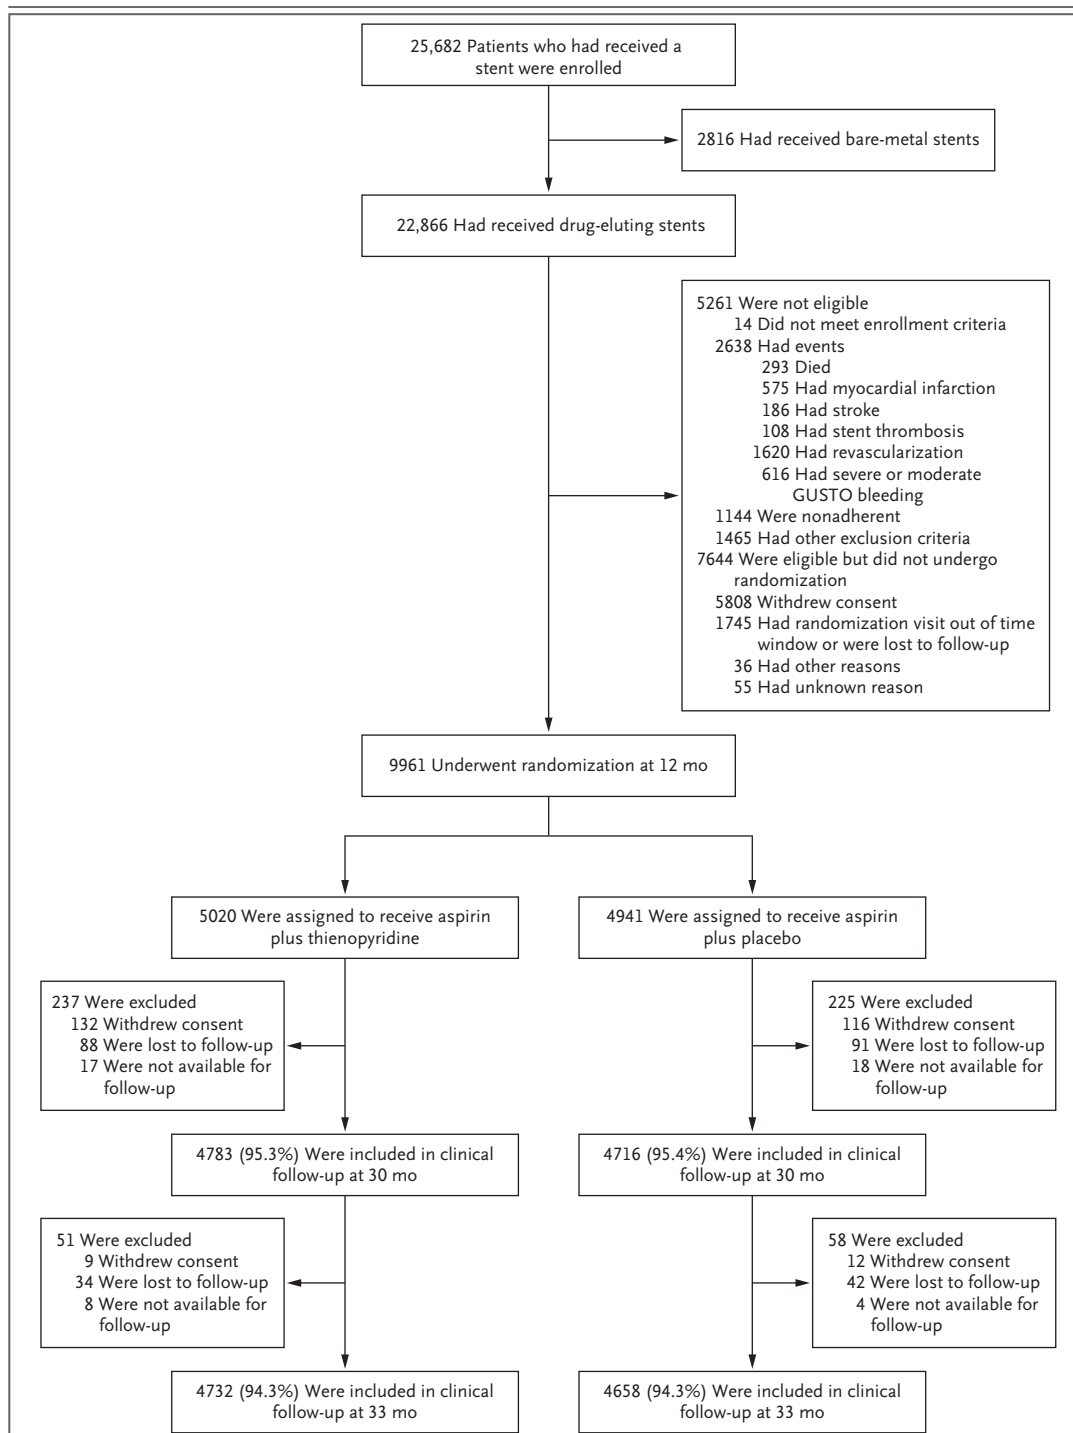 25,682 Patients who had received a
stent were enrolled
2816 Had received bare-metal stents
22,866 Had received drug-eluting stents
5261 Were not eligible
14 Did not meet enrollment criteria
2638 Had events
293 Died
575 Had myocardial infarction
186 Had stroke
108 Had stent thrombosis
1620 Had revascularization
616 Had severe or moderate
GUSTO bleeding
1144 Were nonadherent
1465 Had other exclusion criteria
7644 Were eligible but did not undergo
randomization
5808 Withdrew consent
1745 Had randomization visit out of time
window or were lost to follow-up
36 Had other reasons
55 Had unknown reason
9961 Underwent randomization at 12 mo
5020 Were assigned to receive aspirin
plus thienopyridine
4941 Were assigned to receive aspirin
plus placebo
237 Were excluded
132 Withdrew consent
88 Were lost to follow-up
17 Were not available for
follow-up
225 Were excluded
116 Withdrew consent
91 Were lost to follow-up
18 Were not available for
follow-up
4783 (95.3%) Were included in clinical
follow-up at 30 mo
4716 (95.4%) Were included in clinical
follow-up at 30 mo
51 Were excluded
9 Withdrew consent
34 Were lost to follow-up
8 Were not available for
follow-up
58 Were excluded
12 Withdrew consent
42 Were lost to follow-up
4 Were not available for
follow-up
4732 (94.3%) Were included in clinical
follow-up at 33 mo
4658 (94.3%) Were included in clinical
follow-up at 33 mo